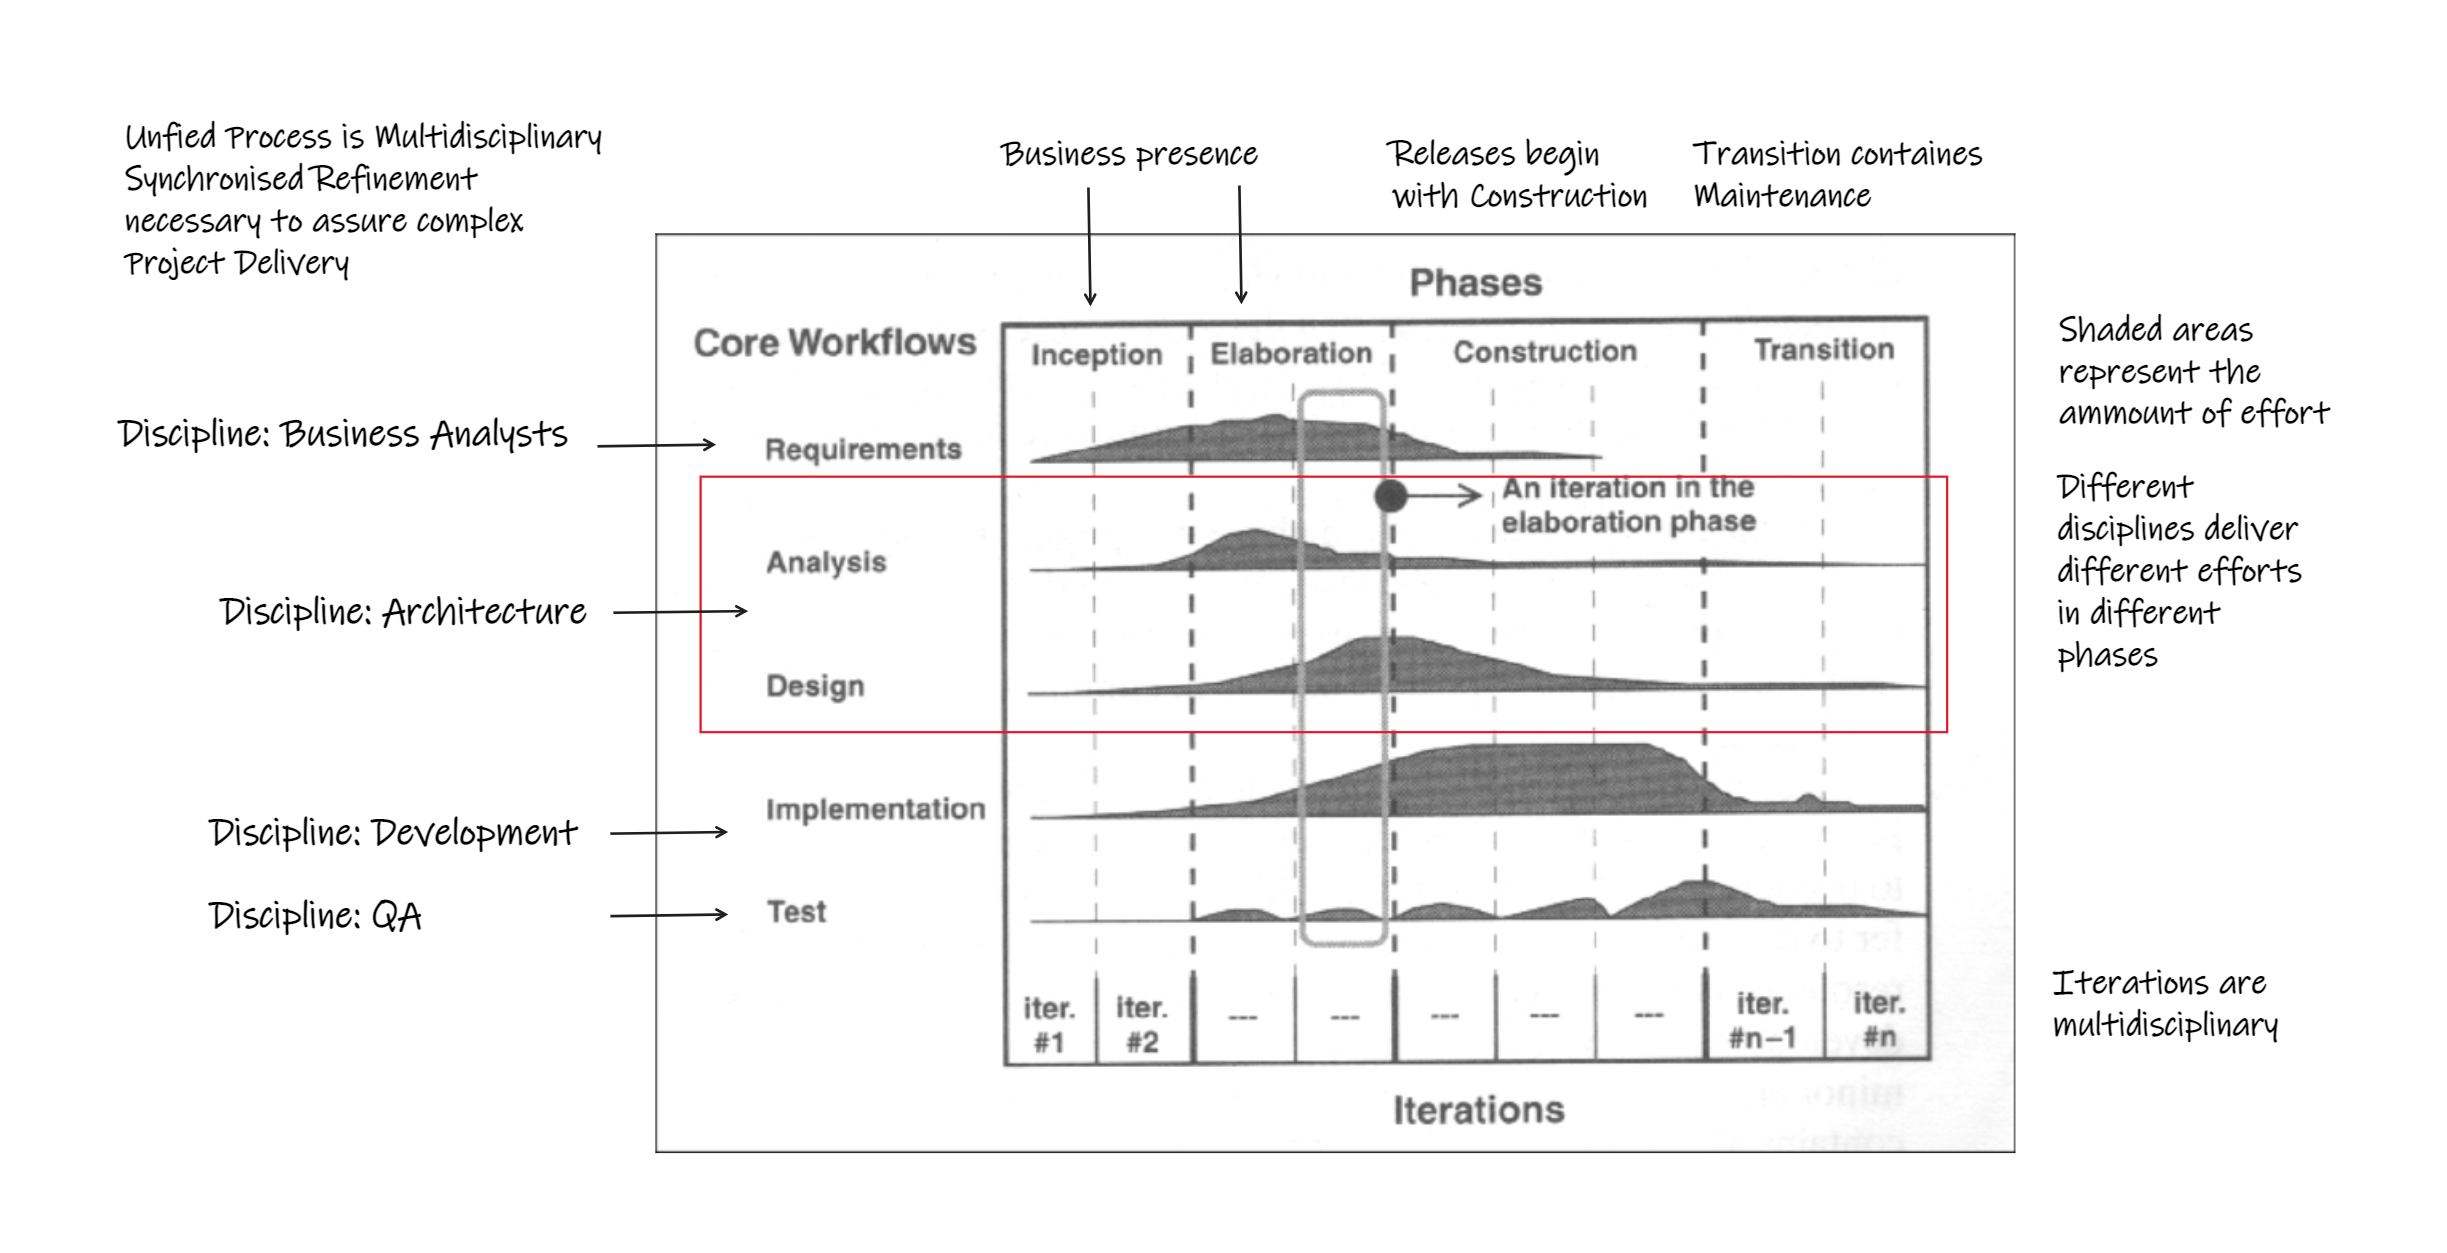 Unfied Process is Multidisciplinary
Synchronised Refinement
necessary to assure complex
Project Delivery
Business presence
Releases begin
with Construction
Transition containes
Maintenance
Phases
Core Workflows
Inception
Elaboration
Construction
Transition
Shaded areas
represent the
ammount of effort
Discipline: Business Analysts
Requirements
An iteration in the
elaboration phase
Different
disciplines deliver
different efforts
in different
phases
Analysis
Discipline: Architecture
Design
Discipline: Development
Implementation
Discipline: QA
Test
iter.
#1
iter.
#2
---
---
---
---
---
iter.
#n–1
iter.
#n
Iterations are
multidisciplinary
Iterations